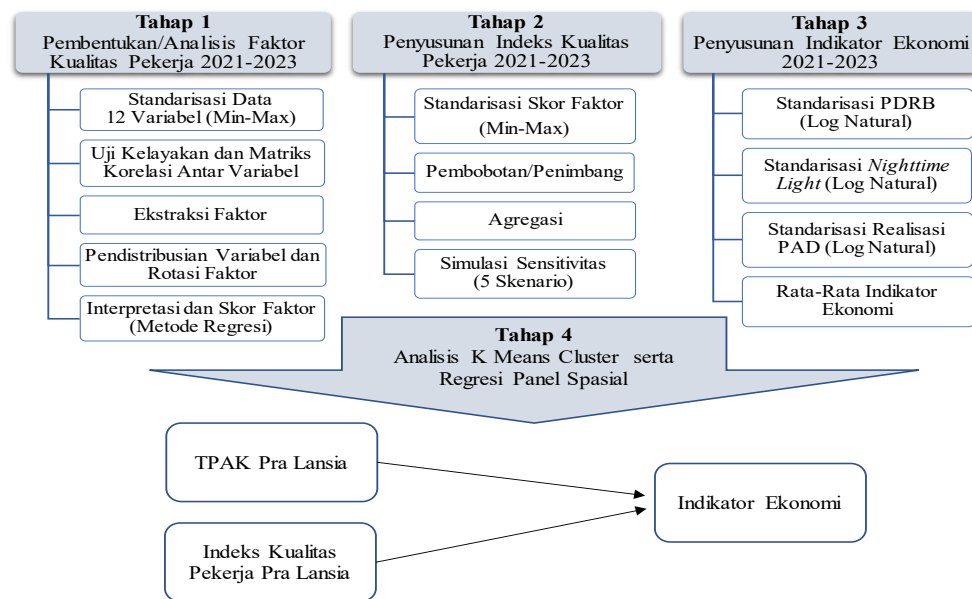 Tahap 1
Pembentukan/Analisis Faktor
Kualitas Pekerja 2021-2023
Standarisasi Data
12 Variabel (Min-Max)
Uji Kelayakan dan Matriks
Korelasi Antar Variabel
Ekstraksi Faktor
Pendistribusian Variabel dan
Rotasi Faktor
Interpretasi dan Skor Faktor
(Metode Regresi)
Tahap 2
Penyusunan Indeks Kualitas
Pekerja 2021-2023
Standarisasi Skor Faktor
(Min-Max)
Pembobotan/Penimbang
Agregasi
Simulasi Sensitivitas
(5 Skenario)
Tahap 3
Penyusunan Indikator Ekonomi
2021-2023
Standarisasi PDRB
(Log Natural)
Standarisasi Nighttime
Light (Log Natural)
Standarisasi Realisasi
PAD (Log Natural)
Rata-Rata Indikator
Ekonomi
Tahap 4
Analisis K Means Cluster serta
Regresi Panel Spasial
TPAK Pra Lansia
Indeks Kualitas
Pekerja Pra Lansia
Indikator Ekonomi